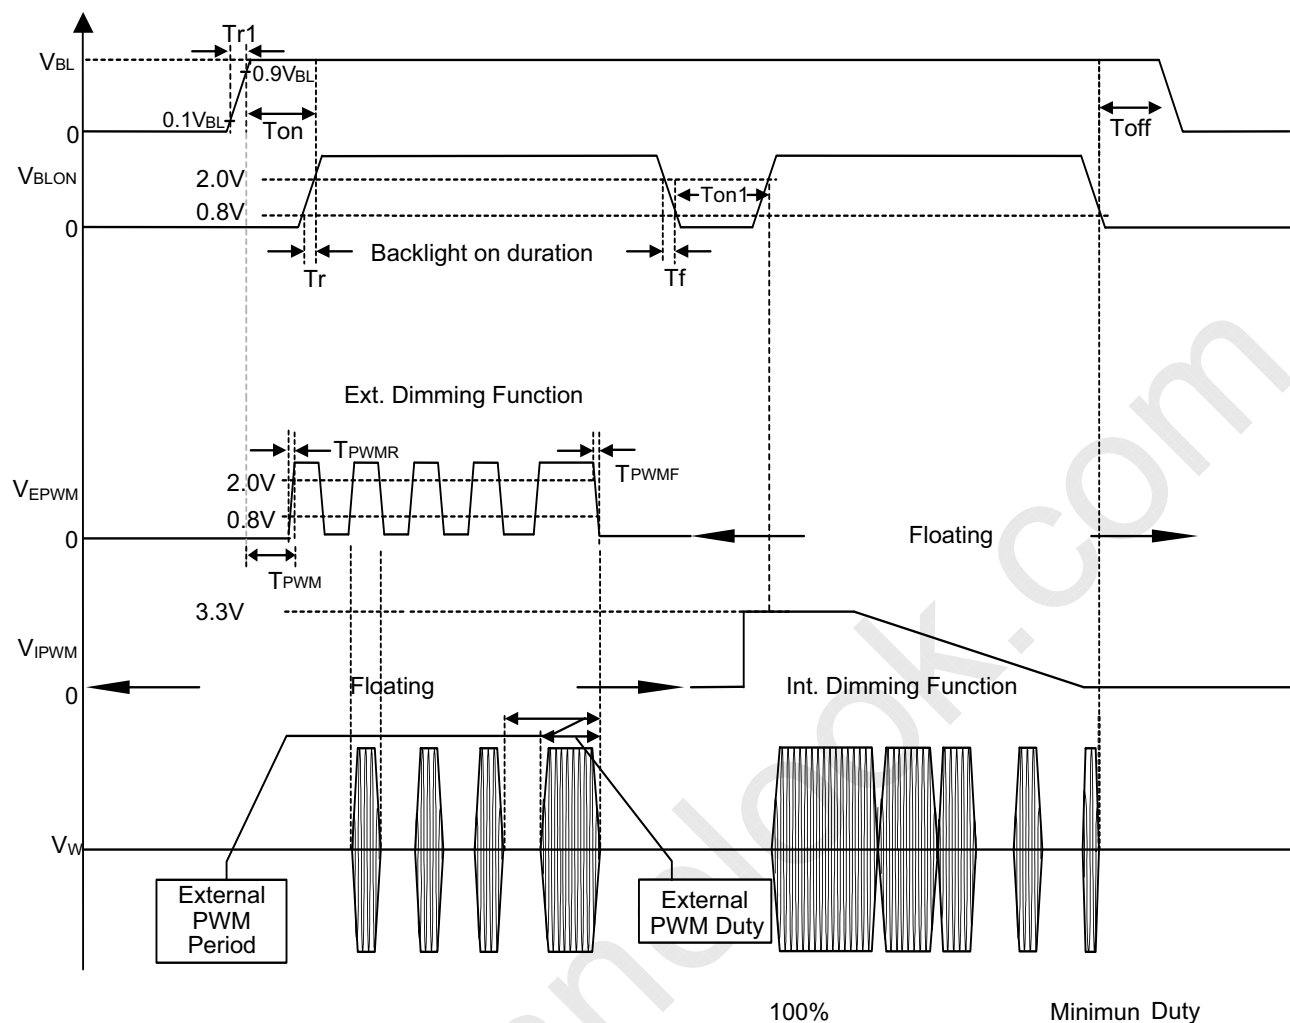 Tr1
VBL
0.9VBL
0.1VBL
0
Ton
Toff
VBLON
2.0V
Ton1
0.8V
0
Backlight on duration
Tr
Tf
Ext. Dimming Function
TPWMR
TPWMF
2.0V
VEPWM
0.8V
0
Floating
TPWM
3.3V
VIPWM
0
Floating
Int. Dimming Function
VW
External
PWM
Period
External
PWM Duty
100%
Minimun Duty